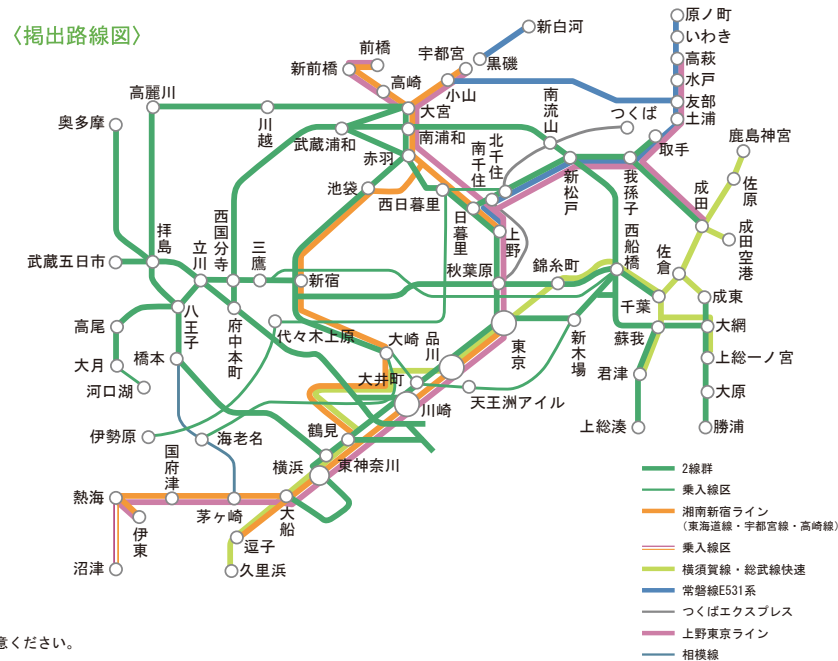 〈掲出路線図〉
原ノ町
新白河
いわき
前橋
宇都宮
新前橋
黒磯
高萩
高崎
小山
水戸
高麗川
大宮
南流山
つくば
友部
奥多摩
川越
武蔵浦和
南浦和
土浦
北千住
南千住
赤羽
取手
鹿島神宮
池袋
西日暮里
新松戸
我孫子
成田
佐原
日暮里
上野
西船橋
成田空港
拝島
立川
西国分寺
三鷹
武蔵五日市
新宿
秋葉原
錦糸町
佐倉
千葉
成東
八王子
府中本町
代々木上原
高尾
大崎
品川
東京
新木場
蘇我
大網
橋本
大月
大井町
上総一ノ宮
河口湖
君津
川崎
天王洲アイル
大原
伊勢原
海老名
鶴見
上総湊
勝浦
国府津
横浜
東神奈川
熱海
茅ヶ崎
大船
伊東
逗子
沼津
久里浜
2線群
乗入線区
湘南新宿ライン
(東海道線・宇都宮線・高崎線)
乗入線区
横須賀線・総武線快速
常磐線E531系
つくばエクスプレス
上野東京ライン
相模線
意ください。